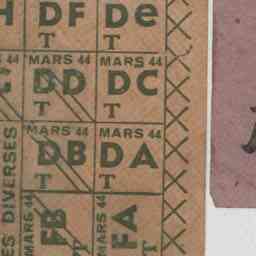 H DF De
T T
MARS 44 MARS 44
C DD DC
T T
MARS 44 MARS 44
DB DA
T T
ES DIVERSES
MARS 44 FB T
MARS 44 FA T